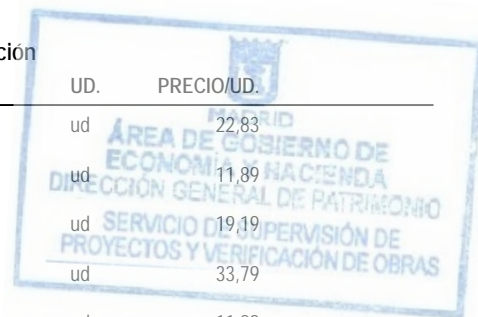 ción
UD. PRECIO/UD.
MADRID
ud 22,83
ÁREA DE GOBIERNO DE
ECONOMÍA Y HACIENDA
ud 11,89
DIRECCIÓN GENERAL DE PATRIMONIO
ud 19,19
SERVICIO DE SUPERVISIÓN DE
PROYECTOS Y VERIFICACIÓN DE OBRAS
ud 33,79